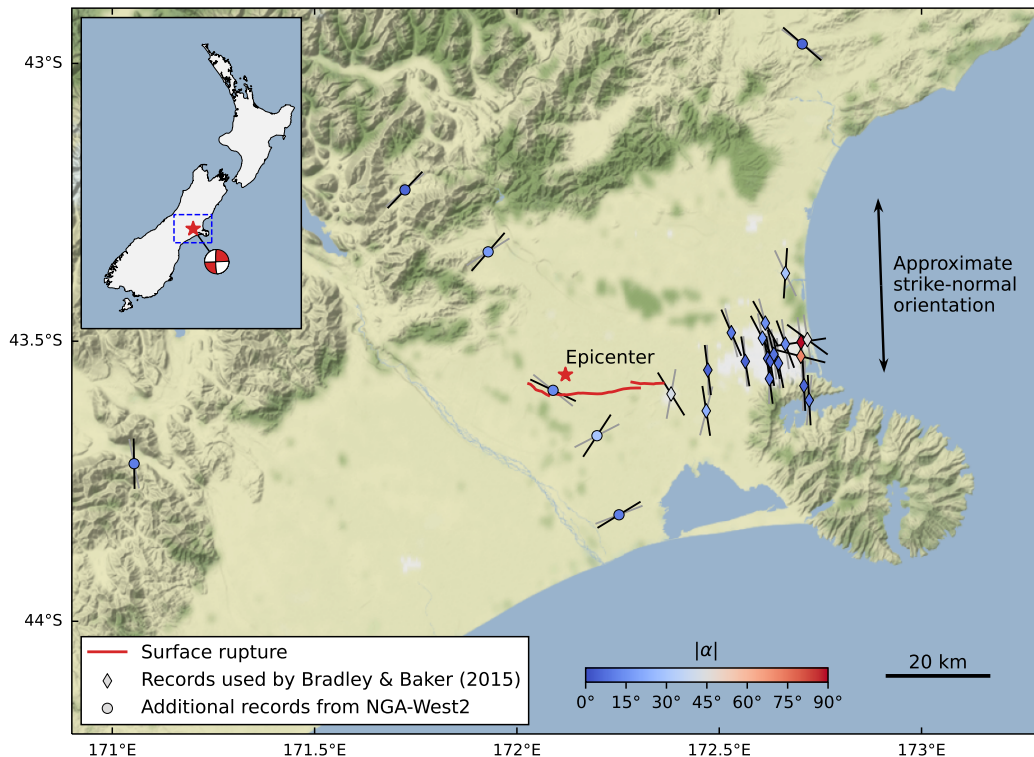 43°S
43.5°S
44°S
Epicenter
Approximate
strike-normal
orientation
Surface rupture
Records used by Bradley & Baker (2015)
Additional records from NGA-West2
|α|
0° 15° 30° 45° 60° 75° 90°
20 km
171°E 171.5°E 172°E 172.5°E 173°E